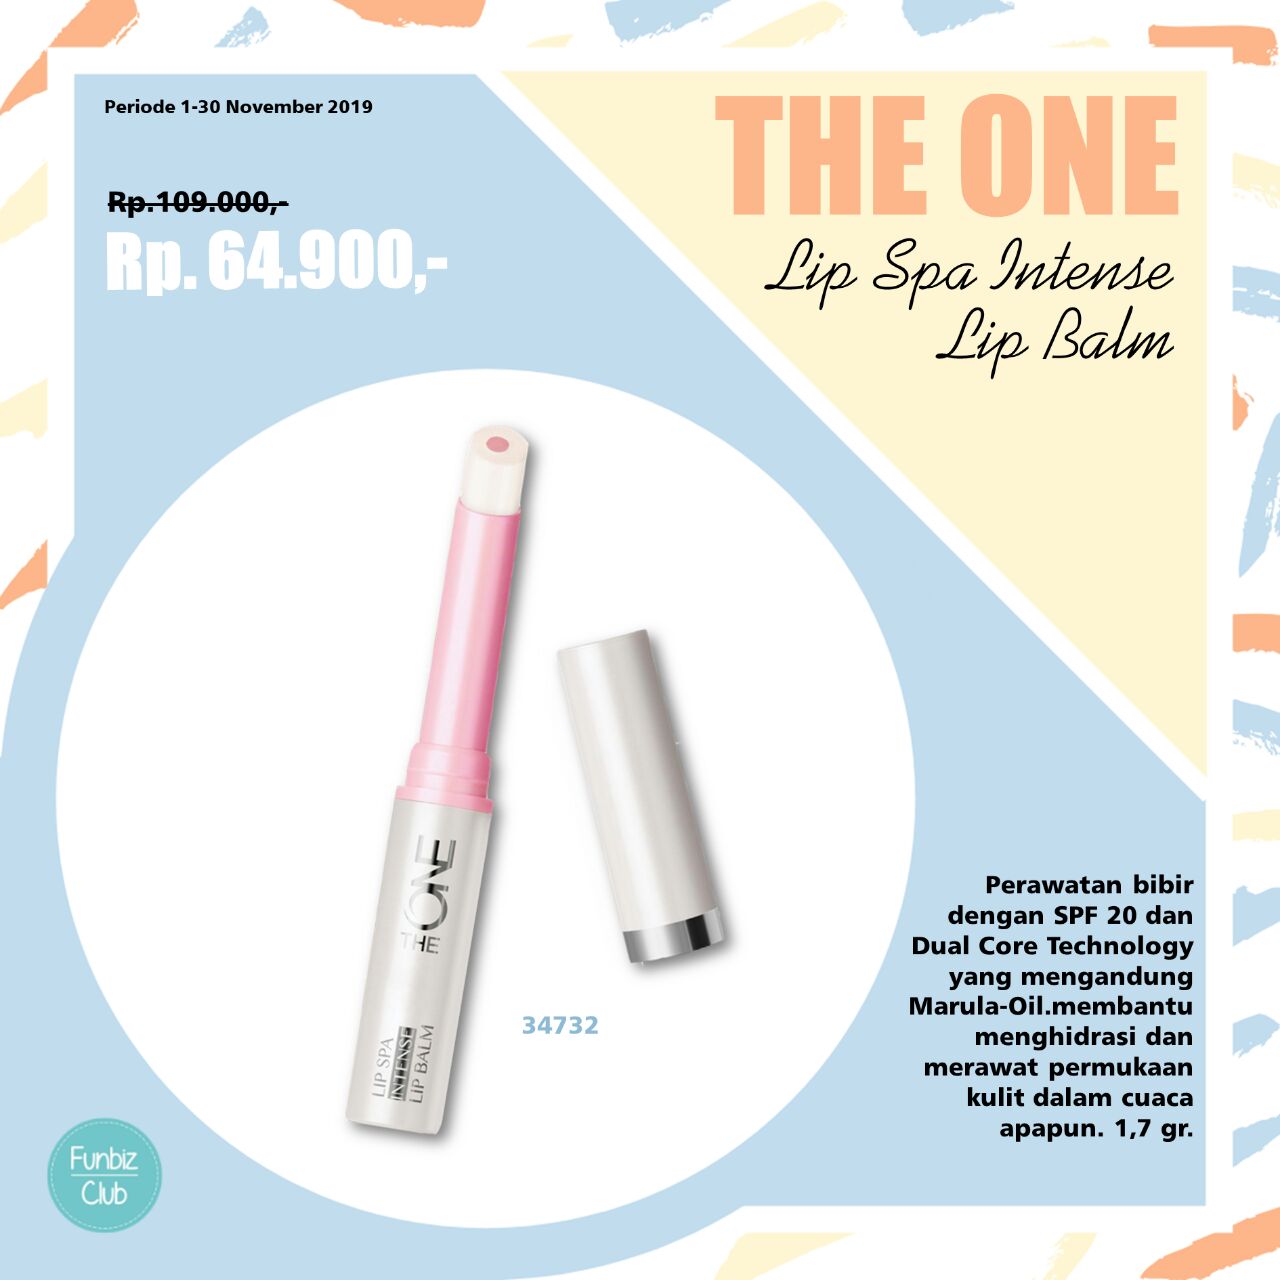 Periode 1-30 November 2019
Rp.109.000,-
Rp. 64.900,-
THE ONE
Lip Spa Intense
Lip Balm
THE ONE
LIP SPA
INTENSE
LIP BALM
34732
Perawatan bibir
dengan SPF 20 dan
Dual Core Technology
yang mengandung
Marula-Oil.membantu
menghidrasi dan
merawat permukaan
kulit dalam cuaca
apapun. 1,7 gr.
Funbiz
Club